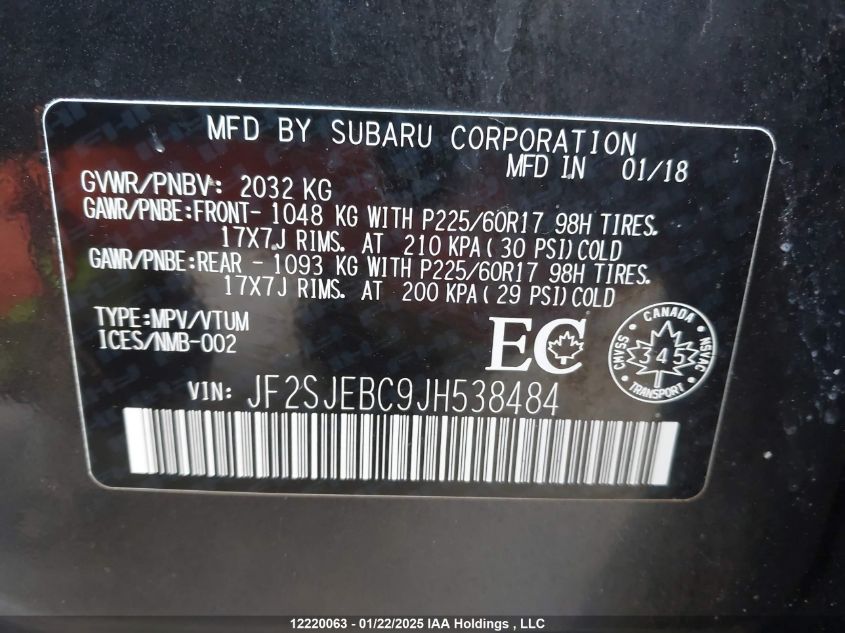 MFD BY SUBARU CORPORATION
MFD IN 01/18
GVWR/PNBV: 2032 KG
GAWR/PNBE:FRONT- 1048 KG WITH P225/60R17 98H TIRES.
17X7J RIMS. AT 210 KPA( 30 PSI)COLD
GAWR/PNBE:REAR - 1093 KG WITH P225/60R17 98H TIRES.
17X7J RIMS. AT 200 KPA( 29 PSI)COLD
TYPE:MPV/VTUM
ICES/NMB-002
EC
CANADA
CMVSS 345 NSVAC
TRANSPORT
VIN: JF2SJEBC9JH538484
12220063 - 01/22/2025 IAA Holdings , LLC